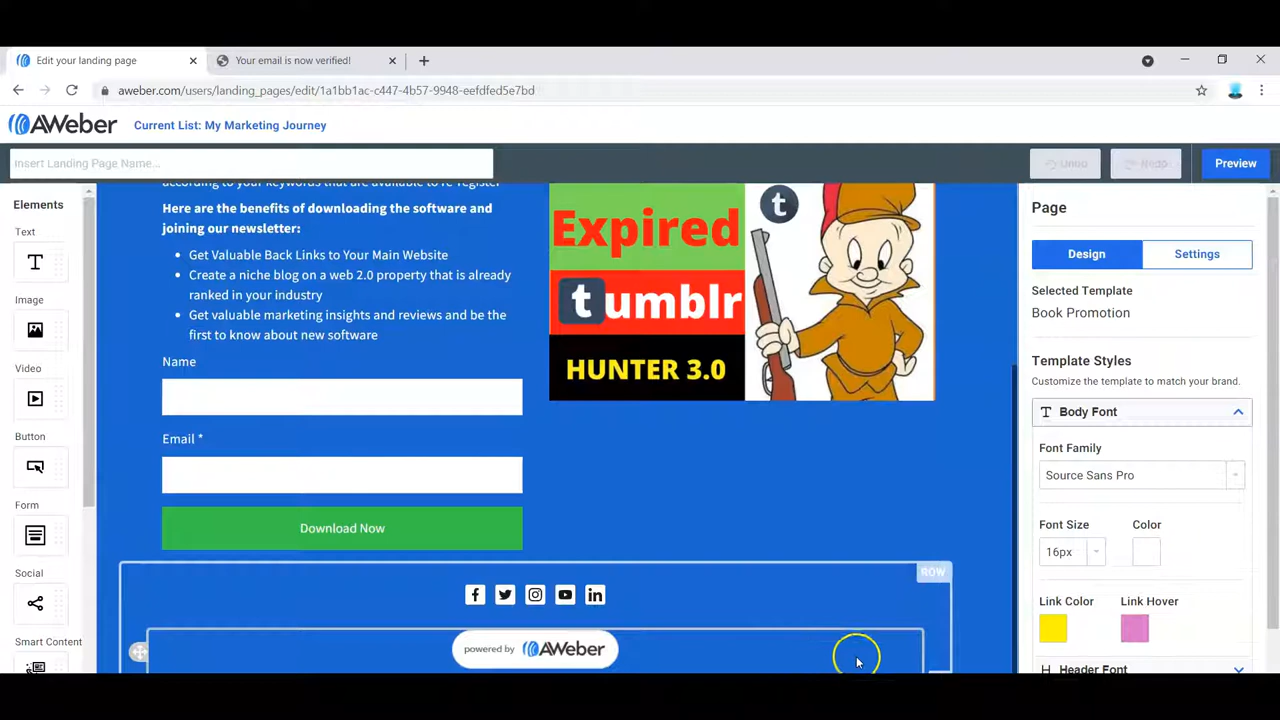 Edit your landing page
Your email is now verified!
aweber.com/users/landing_pages/edit/1a1bb1ac-c447-4b57-9948-eefdfed5e7bd
AWeber
Current List: My Marketing Journey
Insert Landing Page Name...
Undo
Redo
Preview
Elements
Text
T
Image
Video
Button
Form
Social
Smart Content
according to your keywords that are available to re-register
Here are the benefits of downloading the software and
joining our newsletter:
• Get Valuable Back Links to Your Main Website
• Create a niche blog on a web 2.0 property that is already
ranked in your industry
• Get valuable marketing insights and reviews and be the
first to know about new software
Name
Email *
Download Now
Expired
tumblr
HUNTER 3.0
t
ROW
powered by AWeber
Page
Design
Settings
Selected Template
Book Promotion
Template Styles
Customize the template to match your brand.
T Body Font
Font Family
Source Sans Pro
Font Size
Color
16px
Link Color
Link Hover
H Header Font